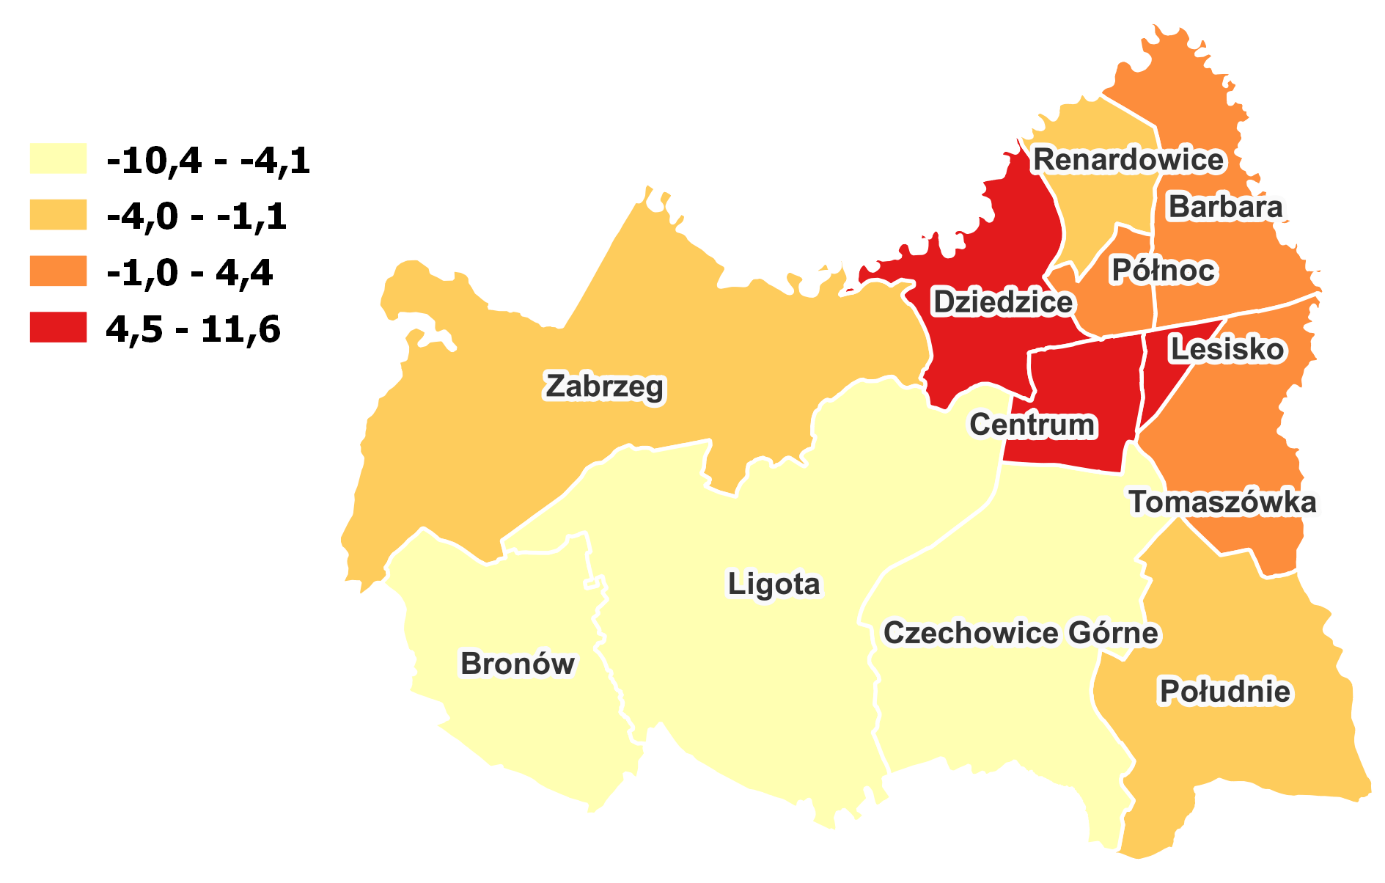 -10,4 - -4,1
-4,0 - -1,1
-1,0 - 4,4
4,5 - 11,6
Renardowice
Barbara
Północ
Dziedzice
Lesisko
Zabrzeg
Centrum
Tomaszówka
Ligota
Czechowice Górne
Bronów
Południe